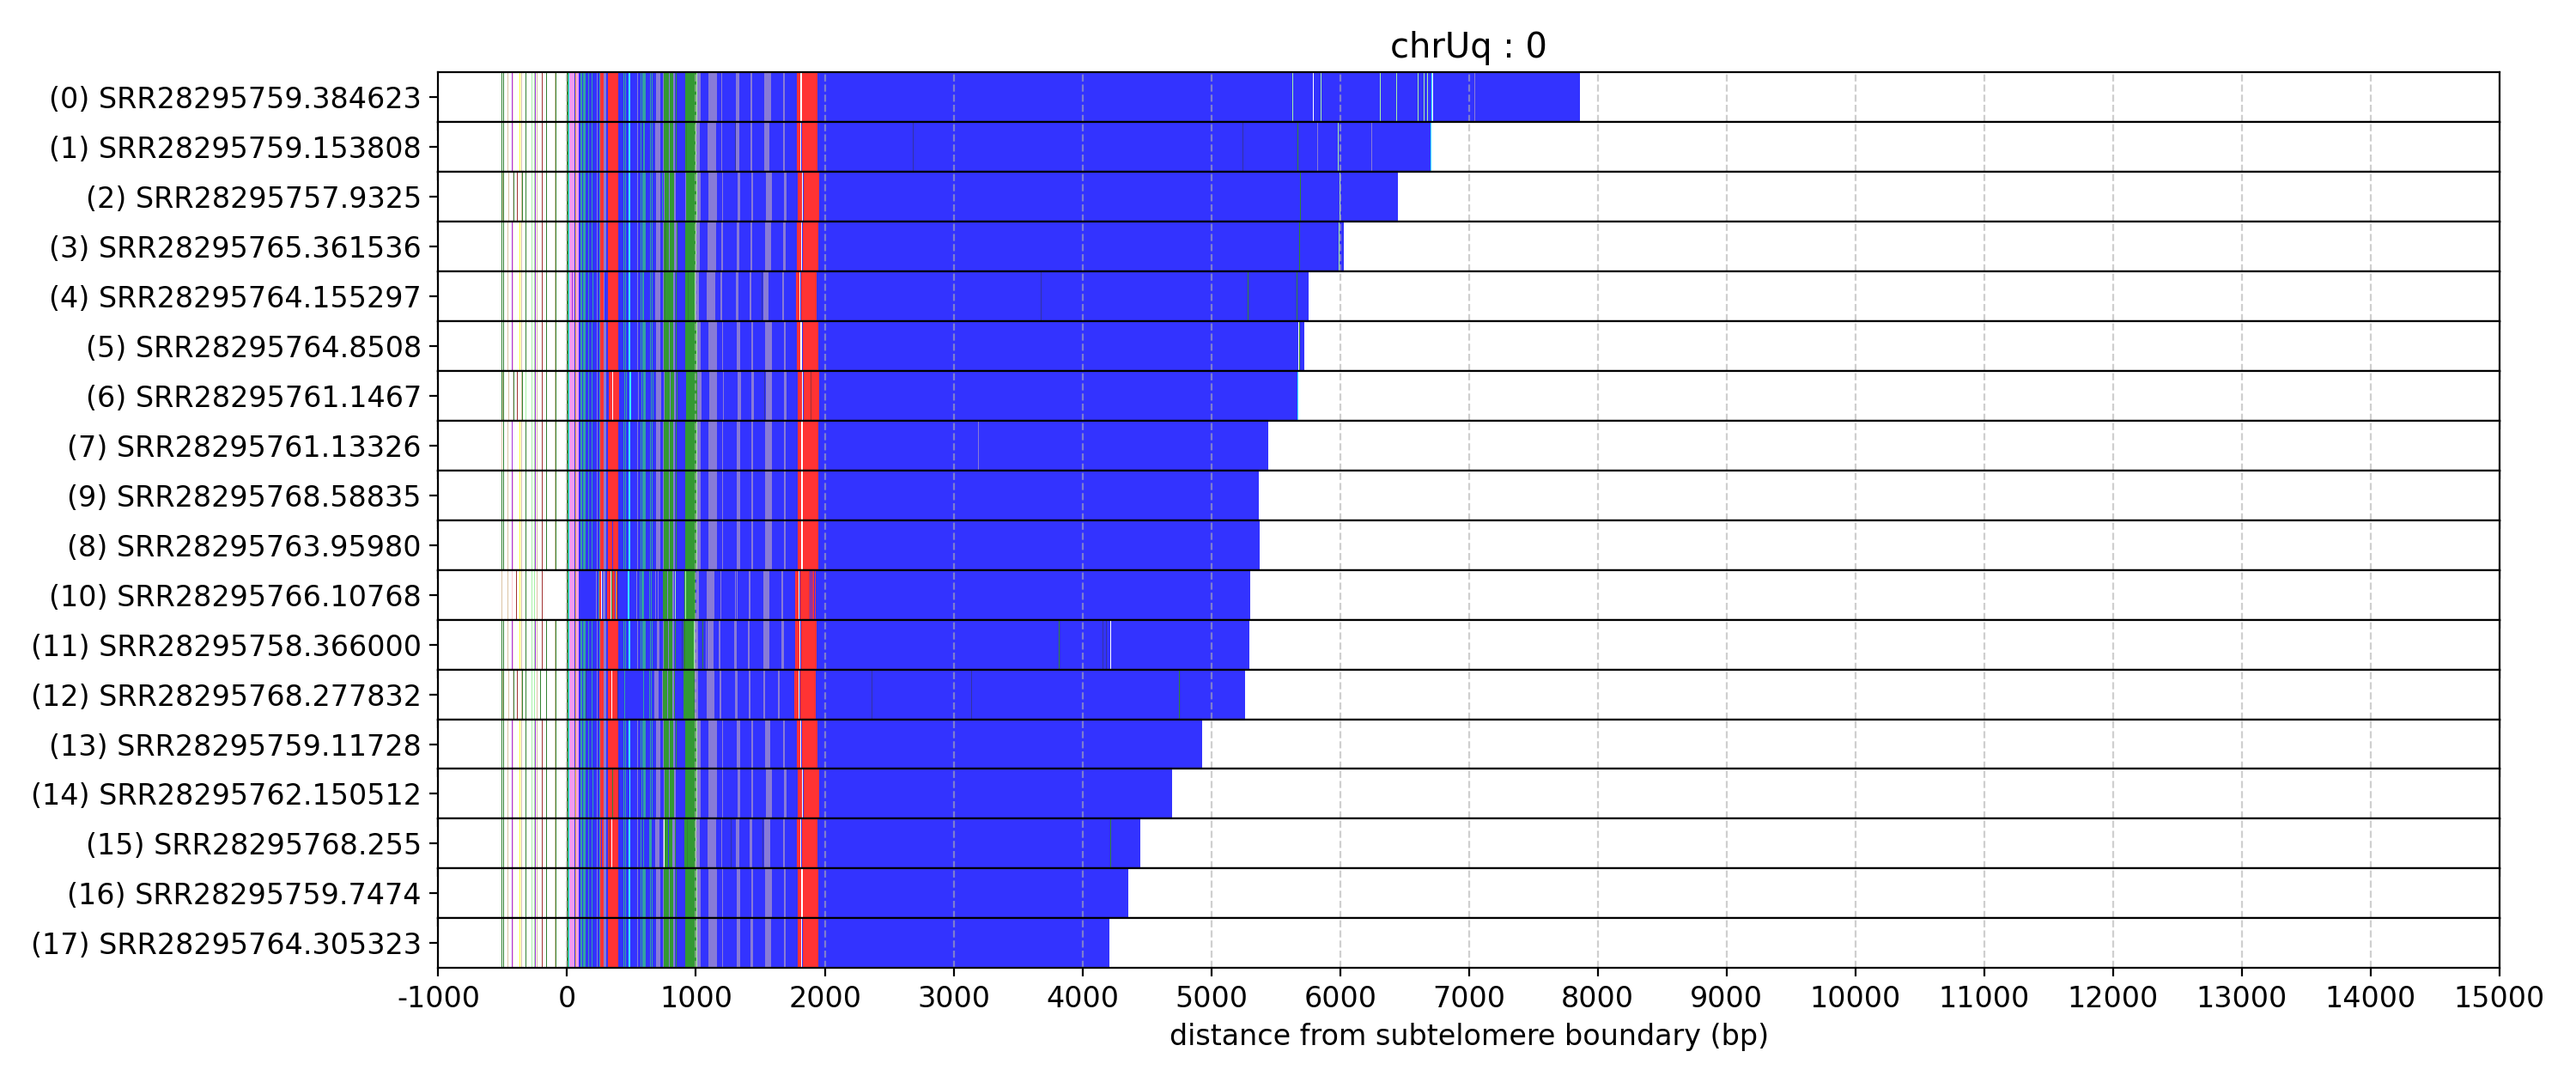 chrUq : 0
(0) SRR28295759.384623
(1) SRR28295759.153808
(2) SRR28295757.9325
(3) SRR28295765.361536
(4) SRR28295764.155297
(5) SRR28295764.8508
(6) SRR28295761.1467
(7) SRR28295761.13326
(9) SRR28295768.58835
(8) SRR28295763.95980
(10) SRR28295766.10768
(11) SRR28295758.366000
(12) SRR28295768.277832
(13) SRR28295759.11728
(14) SRR28295762.150512
(15) SRR28295768.255
(16) SRR28295759.7474
(17) SRR28295764.305323
-1000 0 1000 2000 3000 4000 5000 6000 7000 8000 9000 10000 11000 12000 13000 14000 15000
distance from subtelomere boundary (bp)